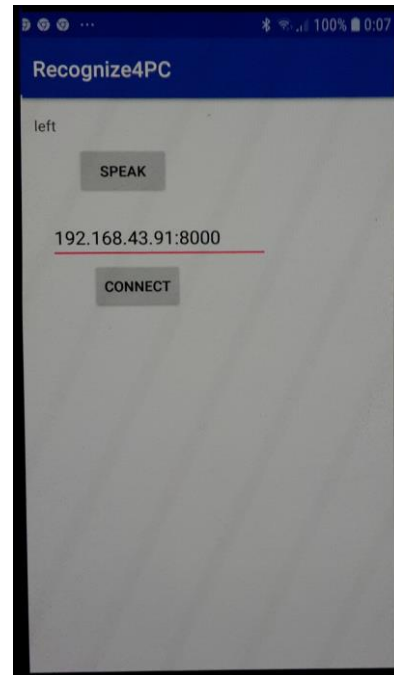 100% 0:07
Recognize4PC
left
SPEAK
192.168.43.91:8000
CONNECT